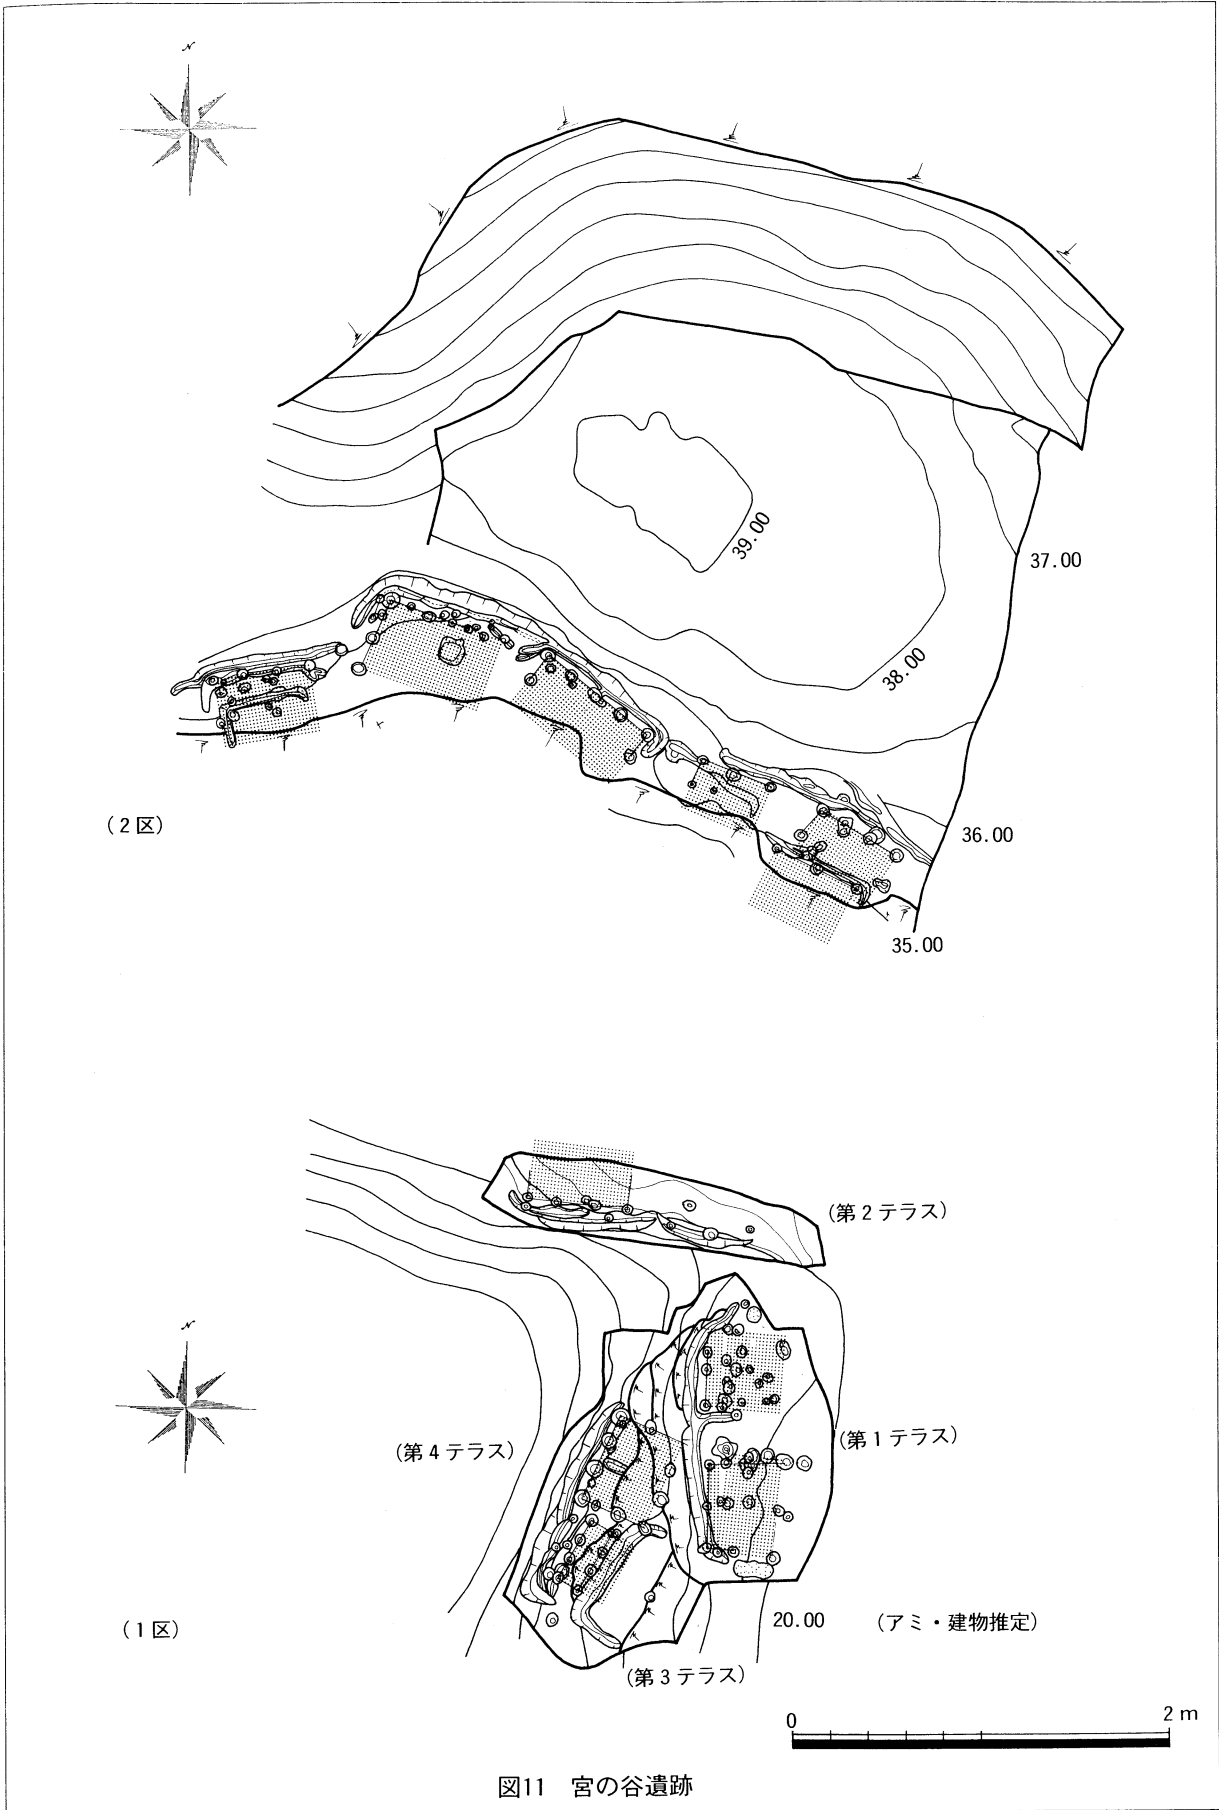 N
39.00
37.00
38.00
(2区)
36.00
35.00
(第2テラス)
N
(第4テラス)
(第1テラス)
(1区)
20.00
(アミ・建物推定)
(第3テラス)
0
2 m
図11 宮の谷遺跡